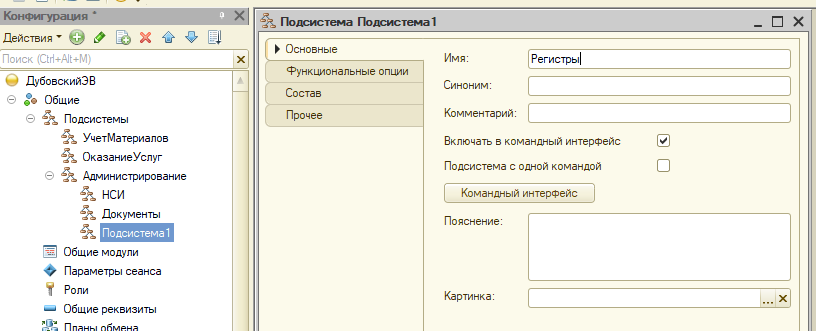 Конфигурация *
Действия
Поиск (Ctrl+Alt+M)
ДубовскийЭВ
Общие
Подсистемы
УчетМатериалов
ОказаниеУслуг
Администрирование
НСИ
Документы
Подсистема1
Общие модули
Параметры сеанса
Роли
Общие реквизиты
Планы обмена
Подсистема Подсистема1
Основные
Функциональные опции
Состав
Прочее
Имя: Регистры
Синоним:
Комментарий:
Включать в командный интерфейс
Подсистема с одной командой
Командный интерфейс
Пояснение:
Картинка: ...